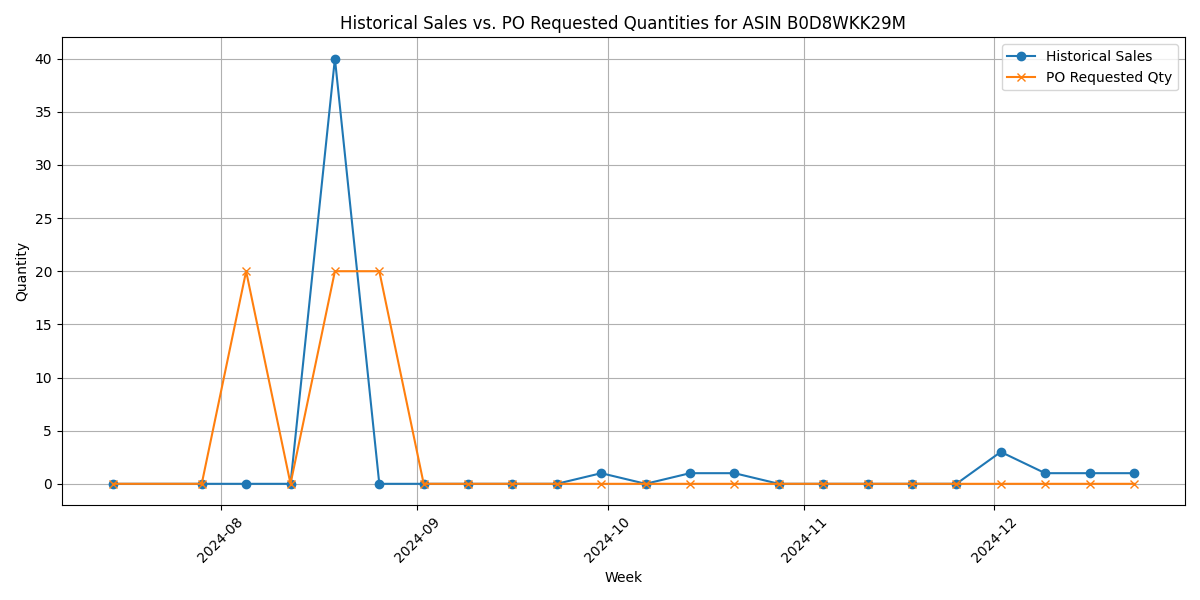 Historical Sales vs. PO Requested Quantities for ASIN B0D8WKK29M
Historical Sales
PO Requested Qty
40
35
30
25
20
15
10
5
0
Quantity
2024-08
2024-09
2024-10
2024-11
2024-12
Week